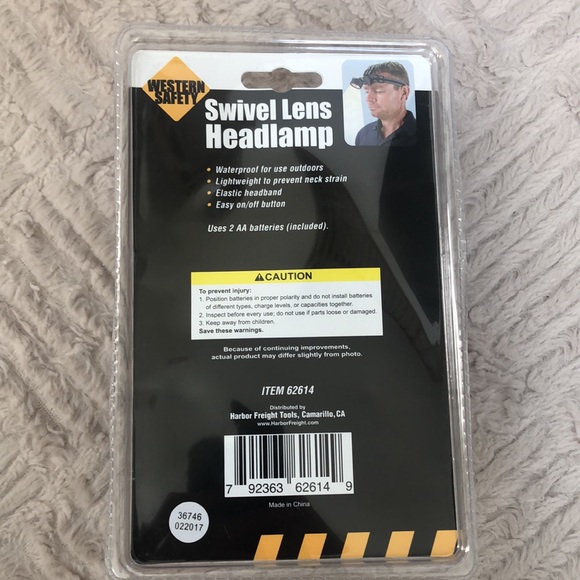 WESTERN
SAFETY
Swivel Lens
Headlamp
• Waterproof for use outdoors
• Lightweight to prevent neck strain
• Elastic headband
• Easy on/off button
Uses 2 AA batteries (included).
⚠CAUTION
To prevent injury:
1. Position batteries in proper polarity and do not install batteries
of different types, charge levels, or capacities together.
2. Inspect before every use; do not use if parts loose or damaged.
3. Keep away from children.
Save these warnings.
Because of continuing improvements,
actual product may differ slightly from photo.
ITEM 62614
Distributed by
Harbor Freight Tools, Camarillo, CA
www.HarborFreight.com
7 92363 62614 9
Made in China
36746
022017